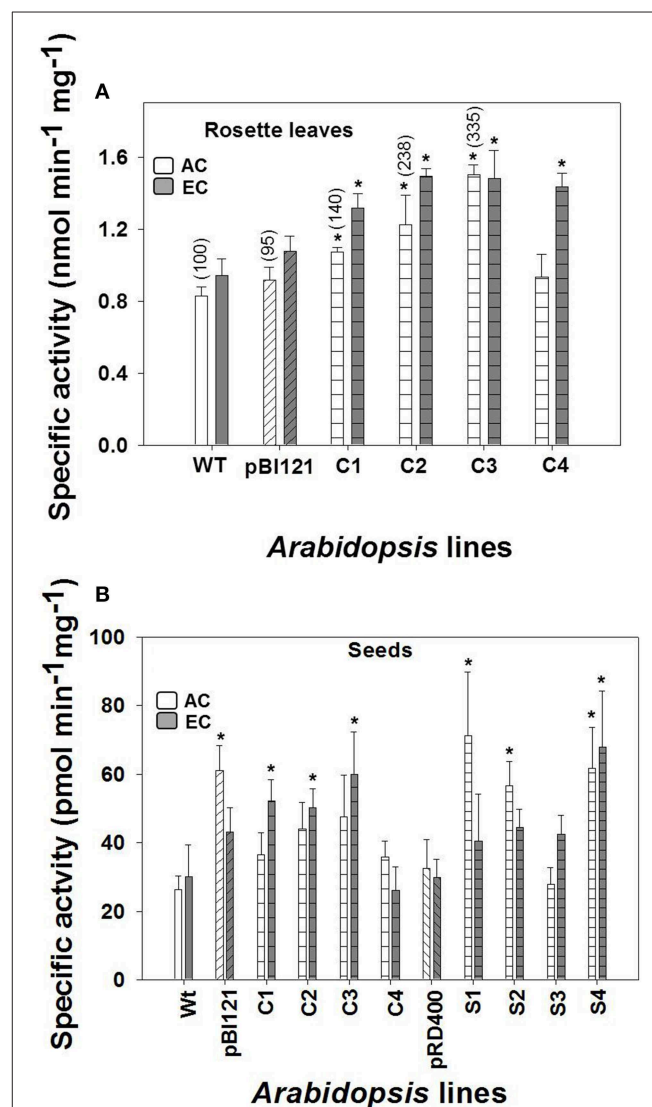 A
Specific activity (nmol min-1 mg-1)
Rosette leaves
AC
EC
1.6
1.2
0.8
0.4
0.0
(100)
(95)
* (140)
*
* (238)
*
* (335)
*
*
WT pBI121 C1 C2 C3 C4
Arabidopsis lines
B
Specific actvity (pmol min-1mg-1)
Seeds
AC
EC
100
80
60
40
20
0
*
*
*
*
*
*
*
*
Wt
pBI121
C1
C2
C3
C4
pRD400
S1
S2
S3
S4
Arabidopsis lines